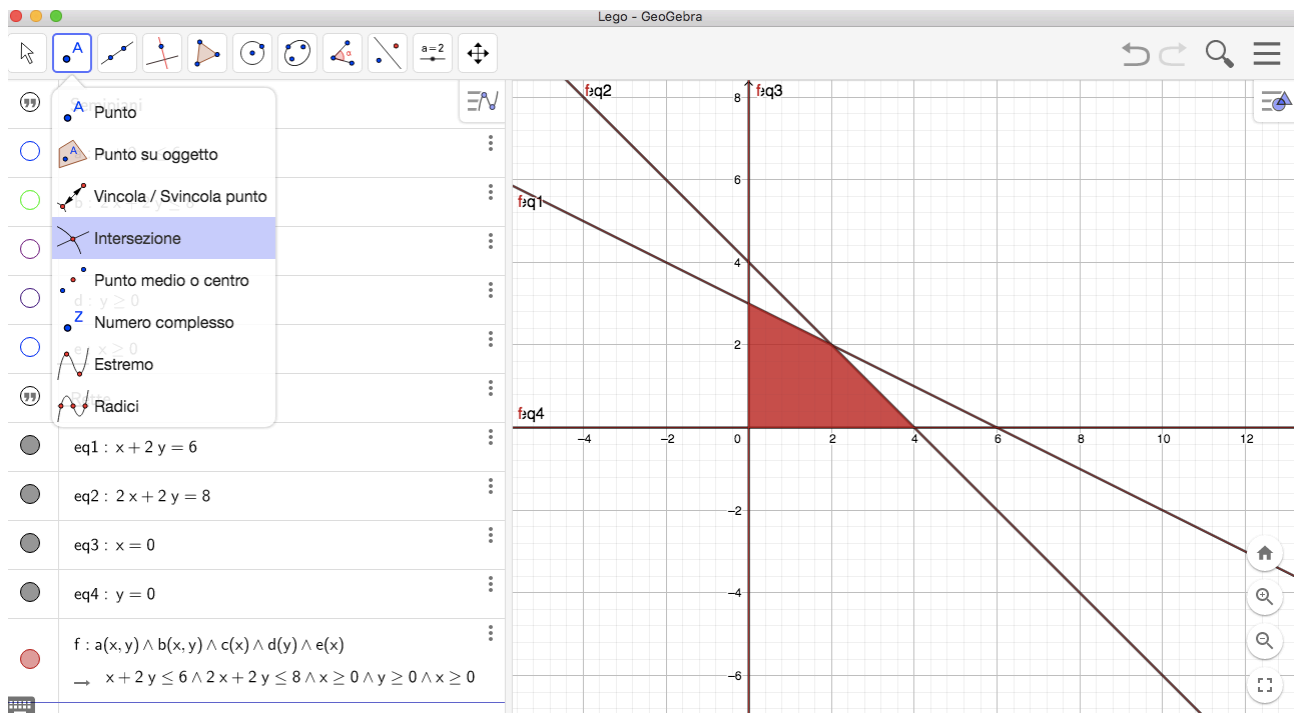 Lego - GeoGebra
A
a=2
Punto
A
Punto su oggetto
Vincola / Svincola punto
Intersezione
Punto medio o centro
d : y ≥ 0
Z
Numero complesso
e : x ≥ 0
Estremo
Radici
eq1 : x + 2 y = 6
eq2 : 2 x + 2 y = 8
eq3 : x = 0
eq4 : y = 0
f : a(x, y) ∧ b(x, y) ∧ c(x) ∧ d(y) ∧ e(x)
→ x + 2 y ≤ 6 ∧ 2 x + 2 y ≤ 8 ∧ x ≥ 0 ∧ y ≥ 0 ∧ x ≥ 0
eq2
eq3
eq1
eq4
8
6
4
2
0
−2
−4
−6
−4
−2
2
4
6
8
10
12